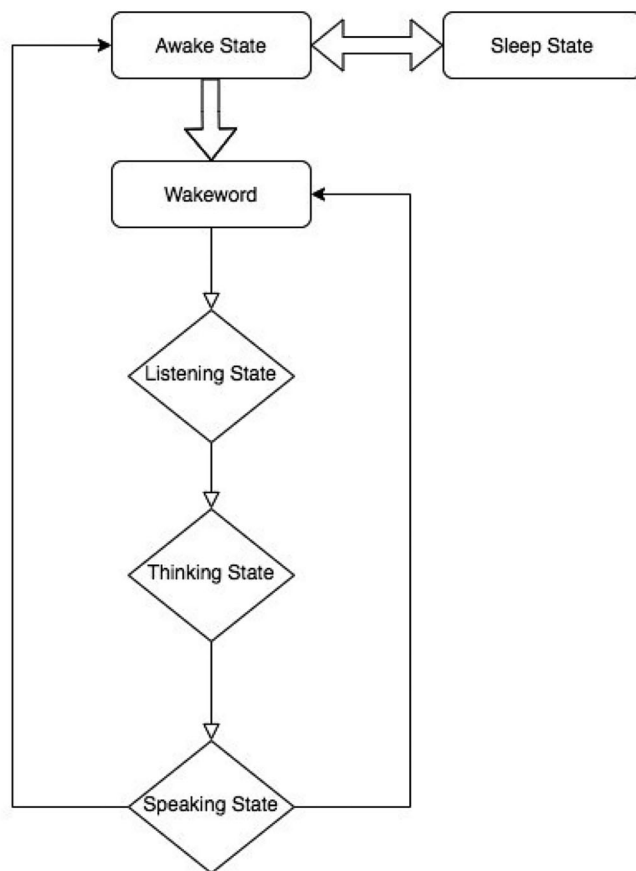 Awake State
Sleep State
Wakeword
Listening State
Thinking State
Speaking State